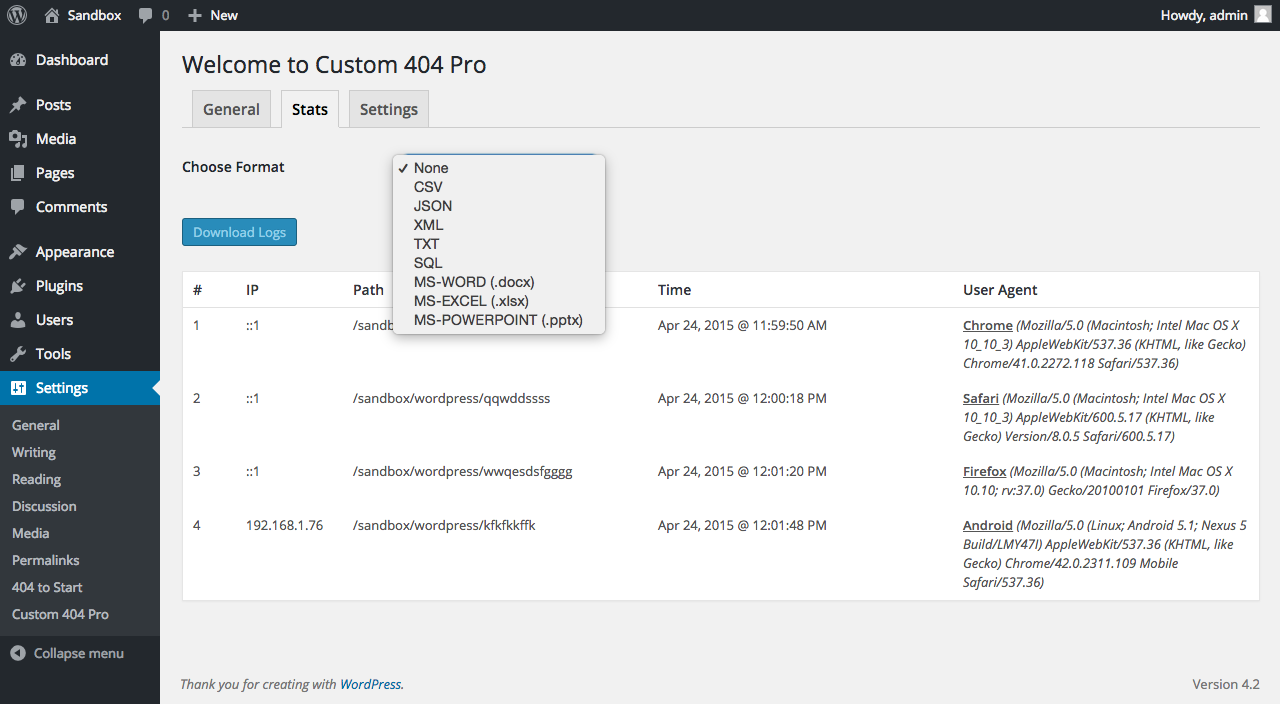 Sandbox 0 New Howdy, admin
Dashboard
Posts
Media
Pages
Comments
Appearance
Plugins
Users
Tools
Settings
General
Writing
Reading
Discussion
Media
Permalinks
404 to Start
Custom 404 Pro
Collapse menu
Welcome to Custom 404 Pro
General Stats Settings
Choose Format
✓ None
CSV
JSON
XML
TXT
SQL
MS-WORD (.docx)
MS-EXCEL (.xlsx)
MS-POWERPOINT (.pptx)
Download Logs
# IP Path Time User Agent
1 ::1 /sandb Apr 24, 2015 @ 11:59:50 AM Chrome (Mozilla/5.0 (Macintosh; Intel Mac OS X
10_10_3) AppleWebKit/537.36 (KHTML, like Gecko)
Chrome/41.0.2272.118 Safari/537.36)
2 ::1 /sandbox/wordpress/qqwddssss Apr 24, 2015 @ 12:00:18 PM Safari (Mozilla/5.0 (Macintosh; Intel Mac OS X
10_10_3) AppleWebKit/600.5.17 (KHTML, like
Gecko) Version/8.0.5 Safari/600.5.17)
3 ::1 /sandbox/wordpress/wwqesdsfgggg Apr 24, 2015 @ 12:01:20 PM Firefox (Mozilla/5.0 (Macintosh; Intel Mac OS X
10.10; rv:37.0) Gecko/20100101 Firefox/37.0)
4 192.168.1.76 /sandbox/wordpress/kfkfkkffk Apr 24, 2015 @ 12:01:48 PM Android (Mozilla/5.0 (Linux; Android 5.1; Nexus 5
Build/LMY47I) AppleWebKit/537.36 (KHTML, like
Gecko) Chrome/42.0.2311.109 Mobile
Safari/537.36)
Thank you for creating with WordPress. Version 4.2